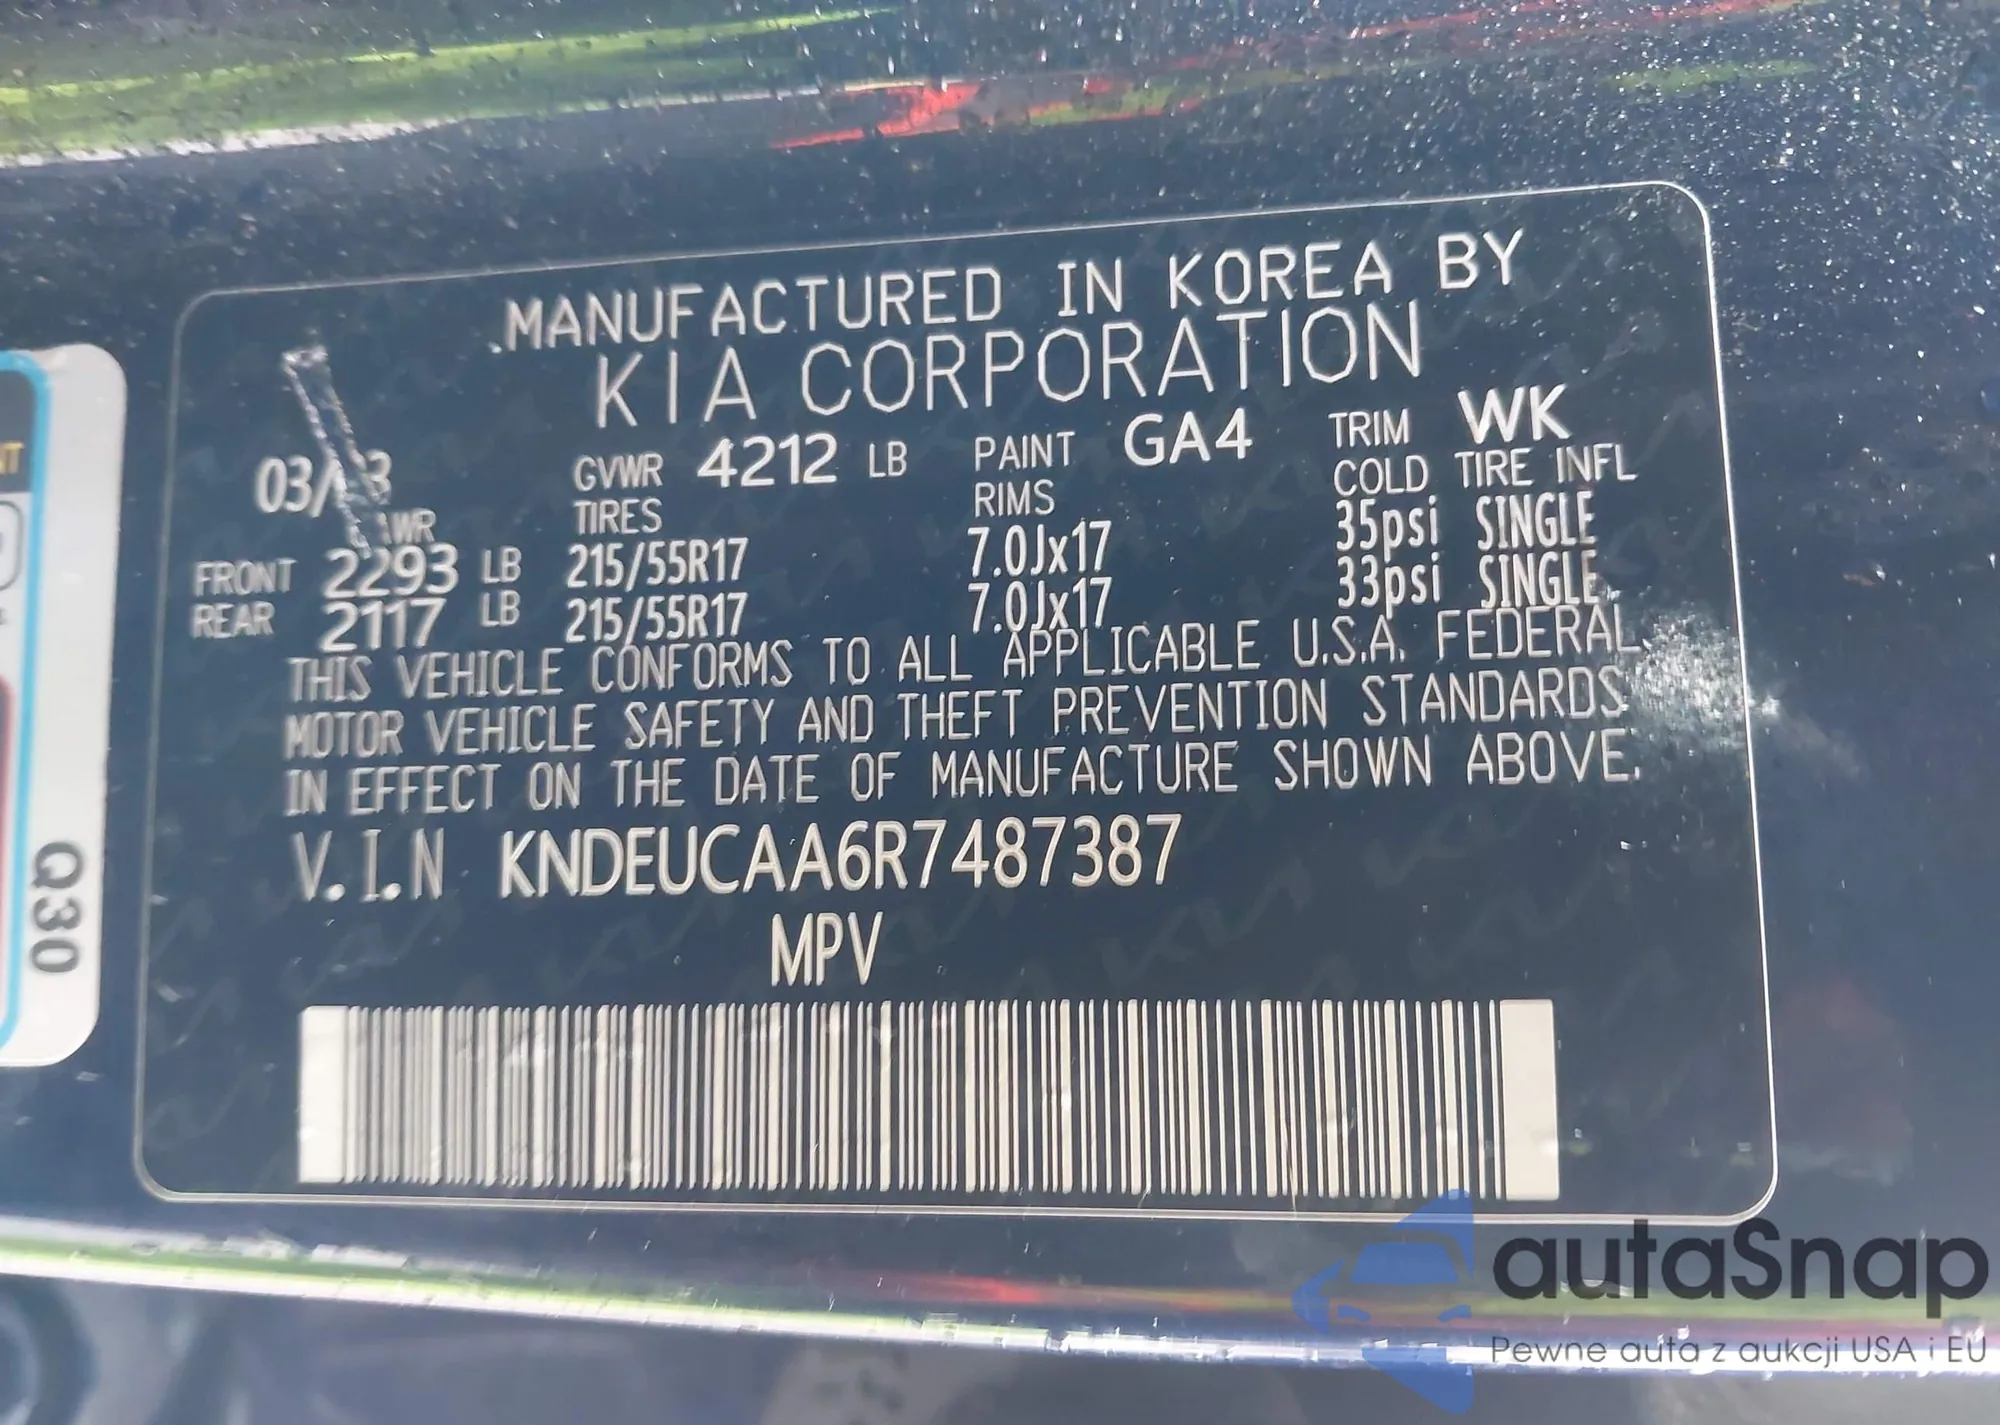 MANUFACTURED IN KOREA BY
KIA CORPORATION
GVWR 4212 LB PAINT GA4 TRIM WK
TIRES RIMS COLD TIRE INFL
FRONT 2293 LB 215/55R17 7.0Jx17 35psi SINGLE
REAR 2117 LB 215/55R17 7.0Jx17 33psi SINGLE
THIS VEHICLE CONFORMS TO ALL APPLICABLE U.S.A. FEDERAL
MOTOR VEHICLE SAFETY AND THEFT PREVENTION STANDARDS
IN EFFECT ON THE DATE OF MANUFACTURE SHOWN ABOVE.
V.I.N KNDEUCAA6R7487387
MPV
Q30
autaSnap
Pewne auta z aukcji USA i EU